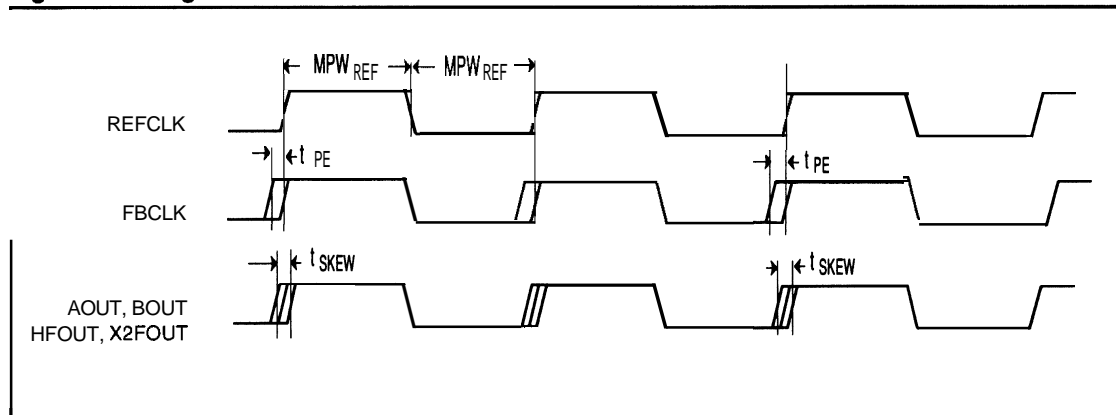 MPW REF MPW REF
REFCLK
t PE t PE
FBCLK
t SKEW t SKEW
AOUT, BOUT
HFOUT, X2FOUT